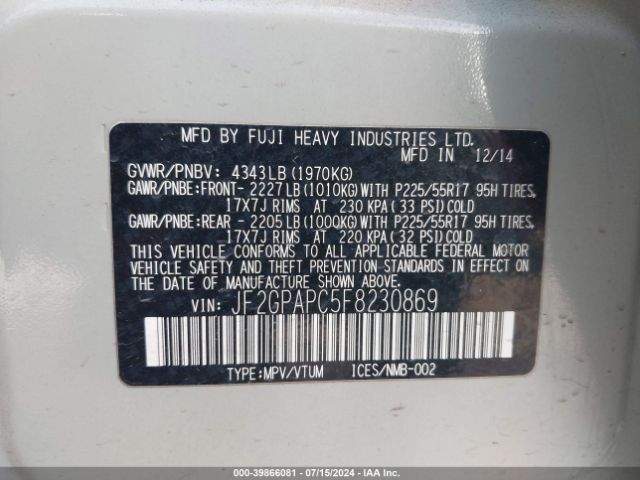 MFD BY FUJI HEAVY INDUSTRIES LTD.
MFD IN 12/14
GVWR/PNBV: 4343LB(1970KG)
GAWR/PNBE:FRONT- 2227LB(1010KG)WITH P225/55R17 95H TIRES,
17X7J RIMS AT 230 KPA(33 PSI)COLD
GAWR/PNBE:REAR - 2205LB(1000KG)WITH P225/55R17 95H TIRES,
17X7J RIMS AT 220 KPA(32 PSI)COLD
THIS VEHICLE CONFORMS TO ALL APPLICABLE FEDERAL MOTOR
VEHICLE SAFETY AND THEFT PREVENTION STANDARDS IN EFFECT
ON THE DATE OF MANUFACTURE SHOWN ABOVE.
VIN: JF2GPAPC5F8230869
TYPE:MPV/VTUM ICES/NMB-002
000-39866081 - 07/15/2024 - IAAI.COM